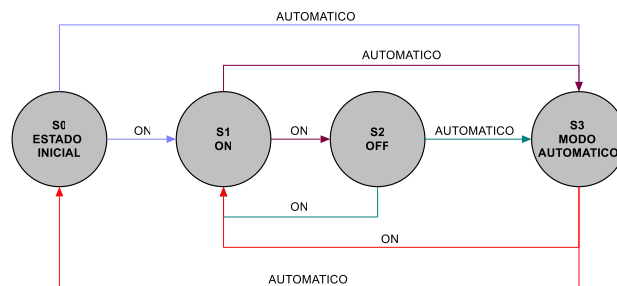 AUTOMATICO
AUTOMATICO
S0
ESTADO
INICIAL
ON
S1
ON
ON
S2
OFF
AUTOMATICO
S3
MODO
AUTOMATICO
ON
ON
AUTOMATICO